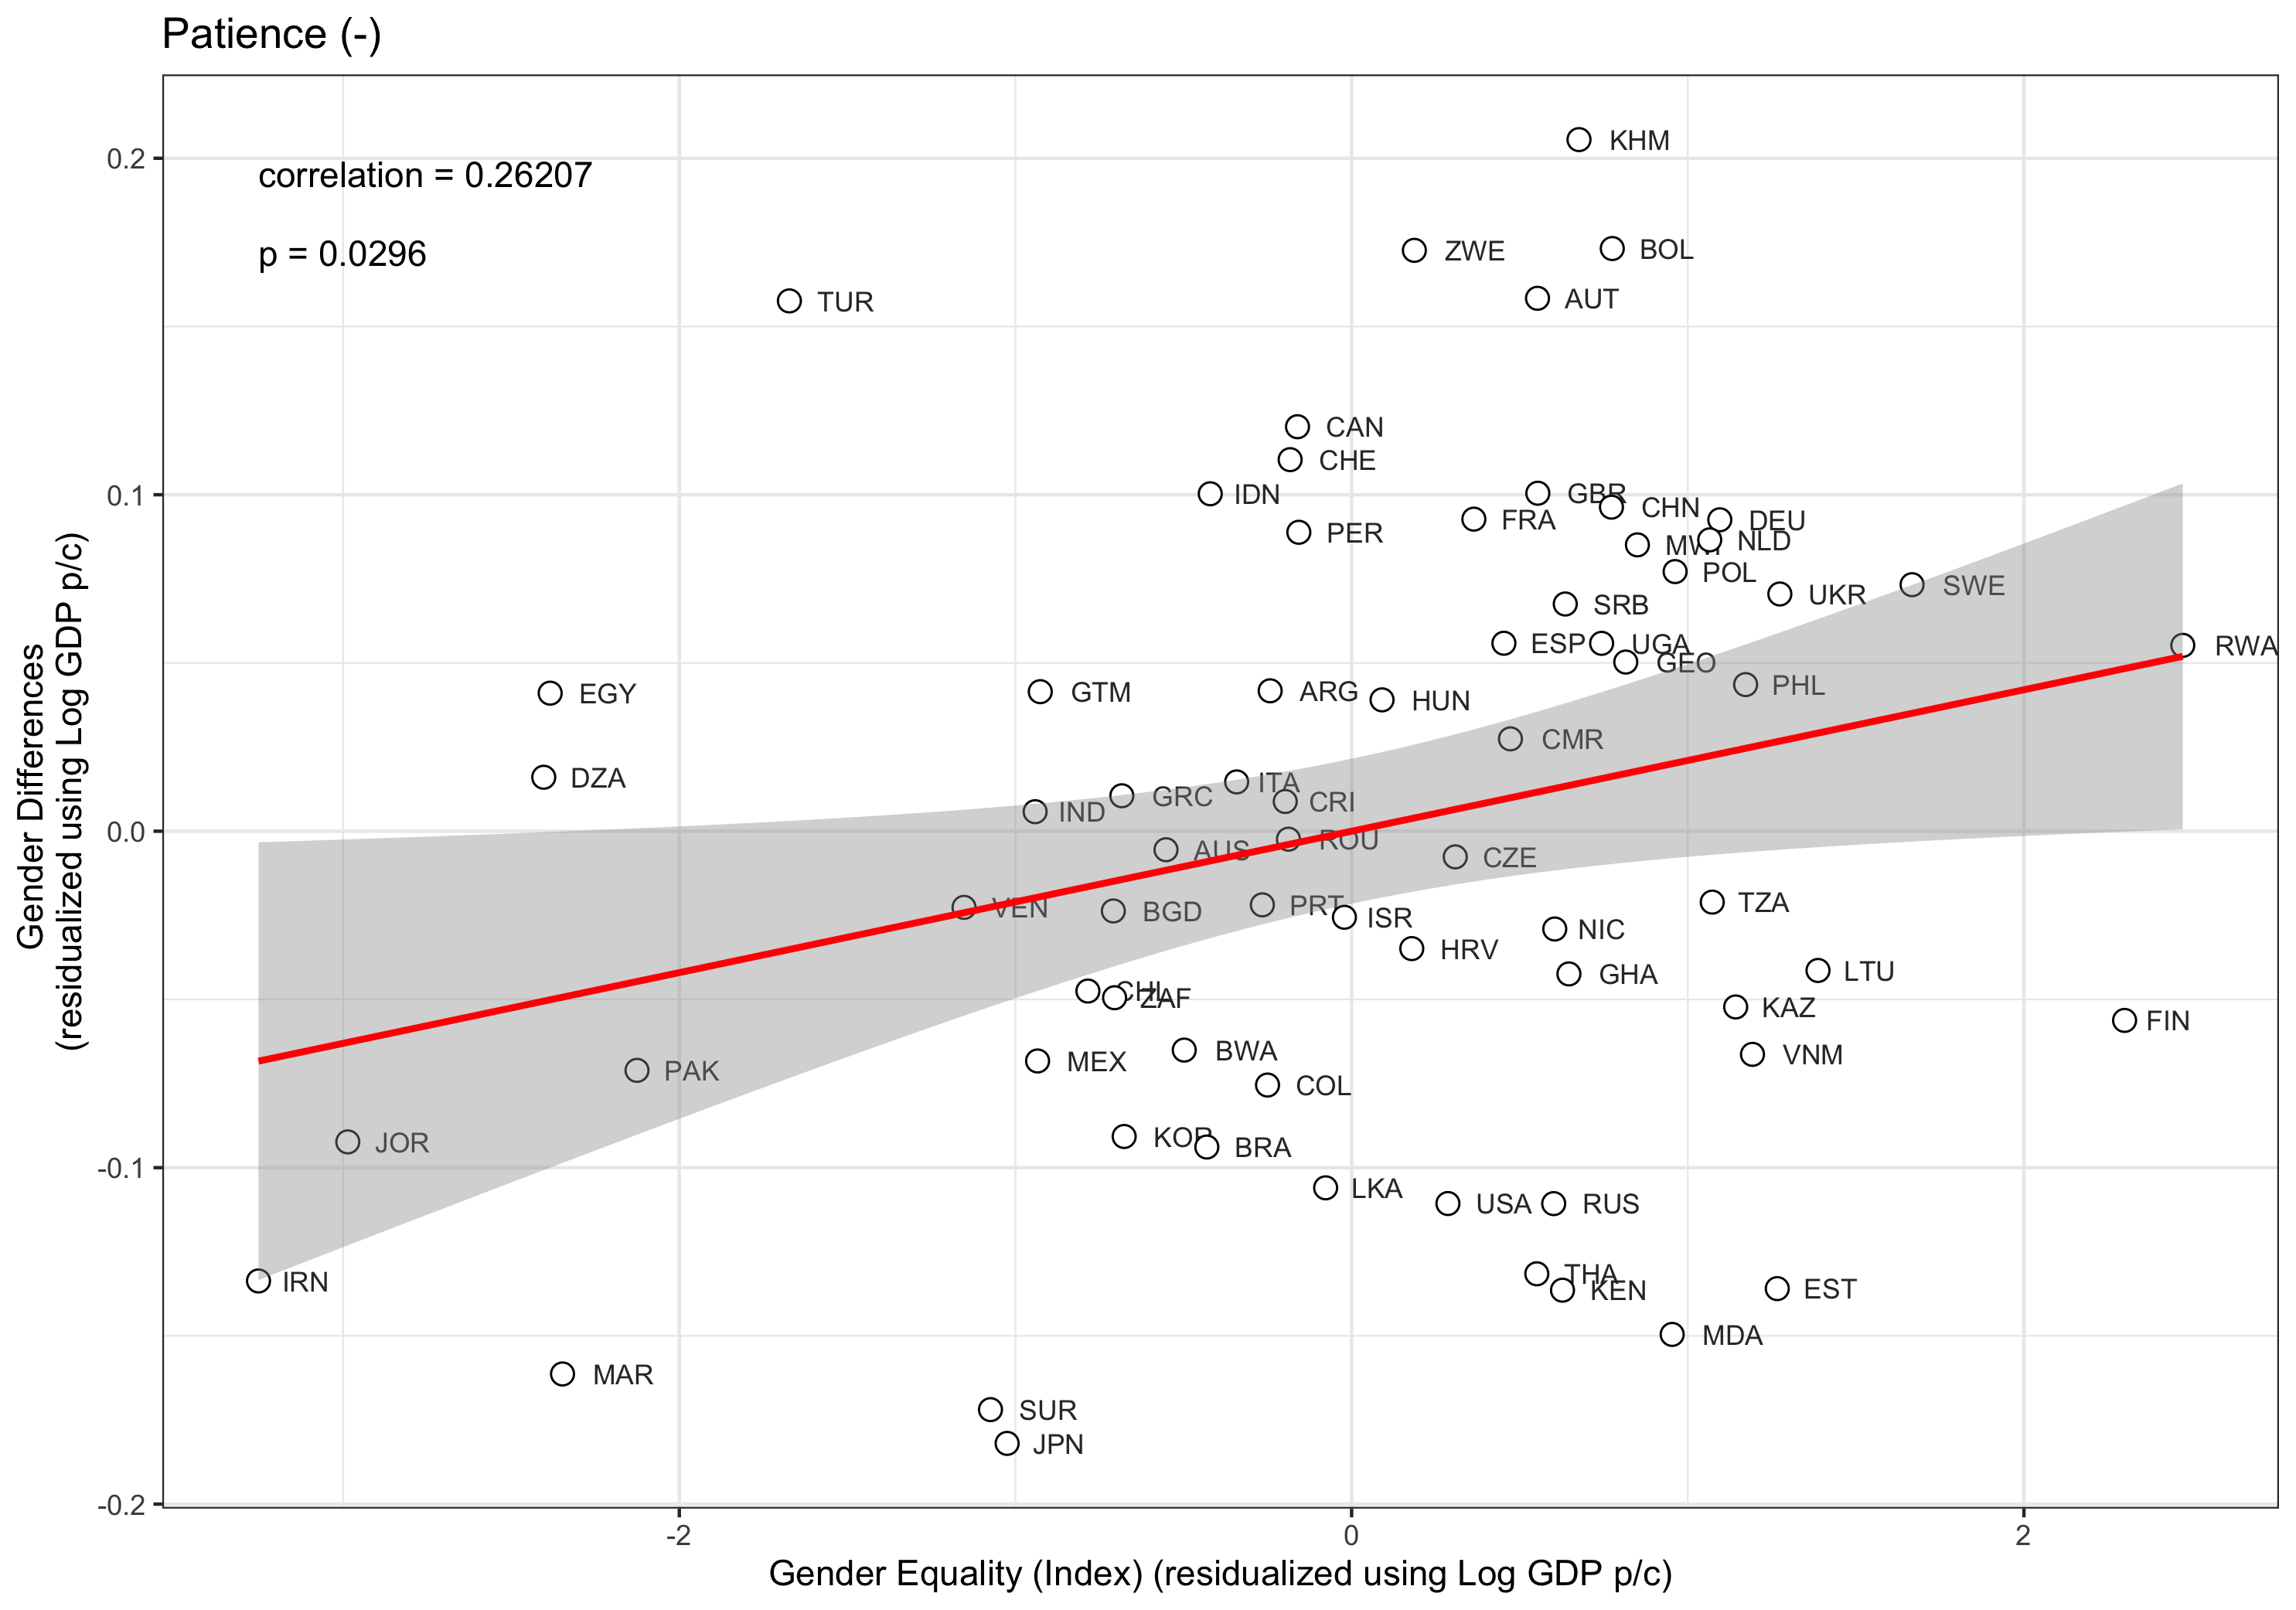 Patience (-)
correlation = 0.26207
p = 0.0296
KHM
ZWE
BOL
AUT
TUR
CAN
CHE
IDN
GBR
CHN
FRA
DEU
PER
NLD
MWI
POL
SWE
UKR
SRB
ESP
UGA
RWA
GEO
PHL
EGY
GTM
ARG
HUN
CMR
DZA
ITA
GRC
CRI
IND
ROU
AUS
CZE
TZA
VEN
BGD
PRT
ISR
NIC
HRV
GHA
LTU
CHL
ZAF
KAZ
FIN
BWA
VNM
MEX
PAK
COL
KOR
BRA
JOR
LKA
USA
RUS
THA
IRN
KEN
EST
MDA
MAR
SUR
JPN
0.2
0.1
0.0
-0.1
-0.2
-2
0
2
Gender Differences
(residualized using Log GDP p/c)
Gender Equality (Index) (residualized using Log GDP p/c)